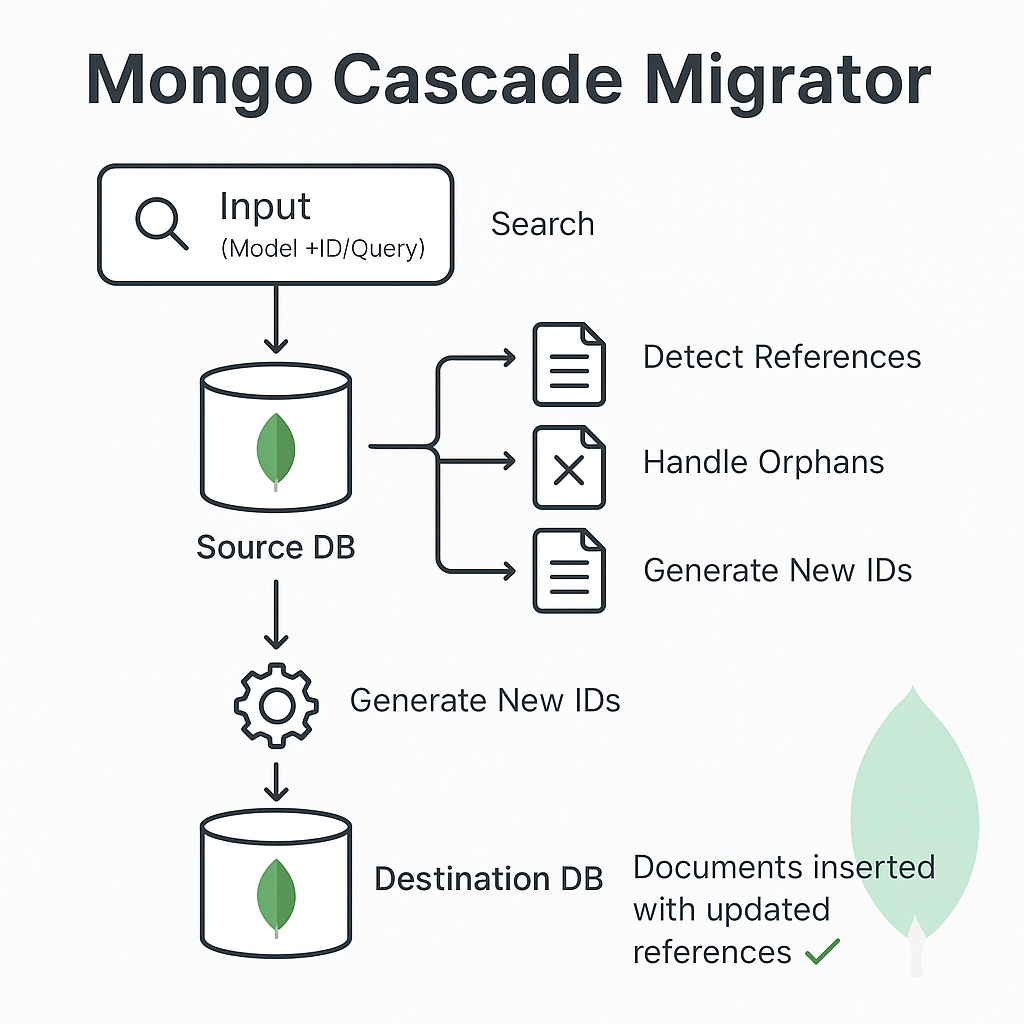 Mongo Cascade Migrator
Input
(Model +ID/Query)
Search
Detect References
Handle Orphans
Generate New IDs
Source DB
Generate New IDs
Destination DB
Documents inserted
with updated
references